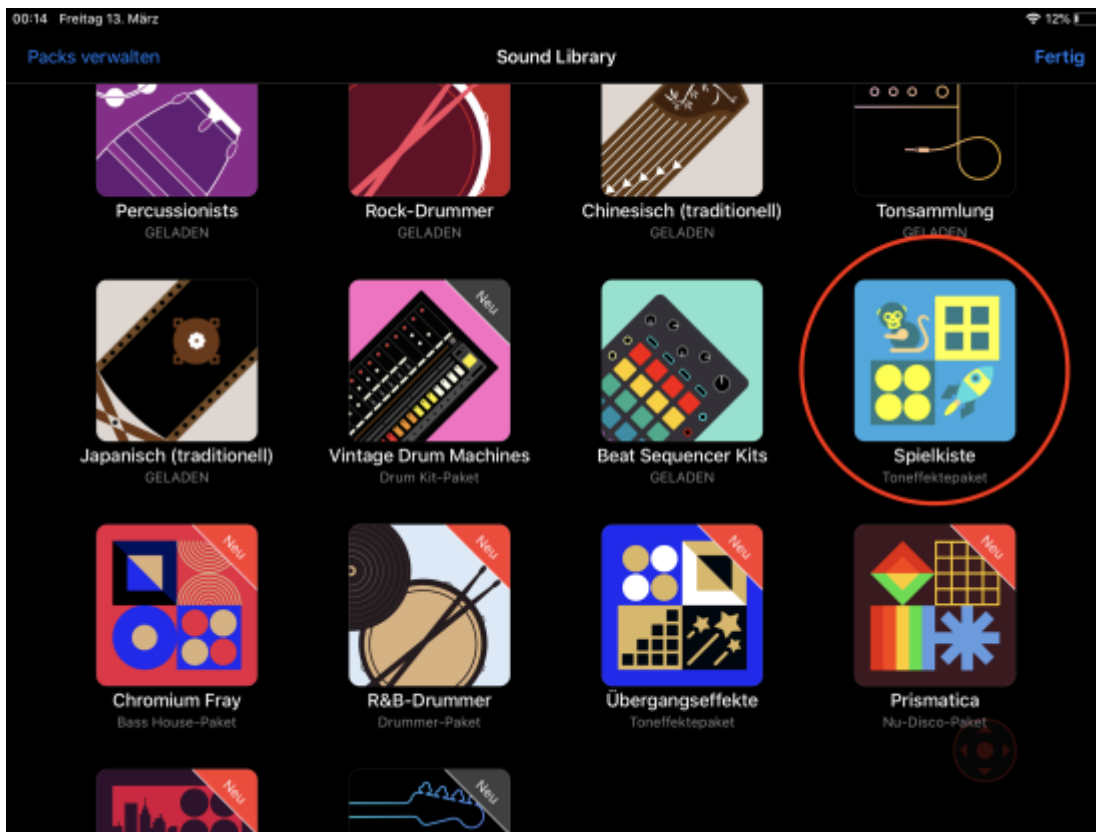 00:14 Freitag 13. März
12%
Packs verwalten
Sound Library
Fertig
Percussionists
GELADEN
Rock-Drummer
GELADEN
Chinesisch (traditionell)
GELADEN
Tonsammlung
GELADEN
Japanisch (traditionell)
GELADEN
Neu
Vintage Drum Machines
Drum Kit-Paket
Beat Sequencer Kits
GELADEN
Spielkiste
Toneffektepaket
Neu
Chromium Fray
Bass House-Paket
Neu
R&B-Drummer
Drummer-Paket
Neu
Übergangseffekte
Toneffektepaket
Neu
Prismatica
Nu-Disco-Paket
Neu
Neu